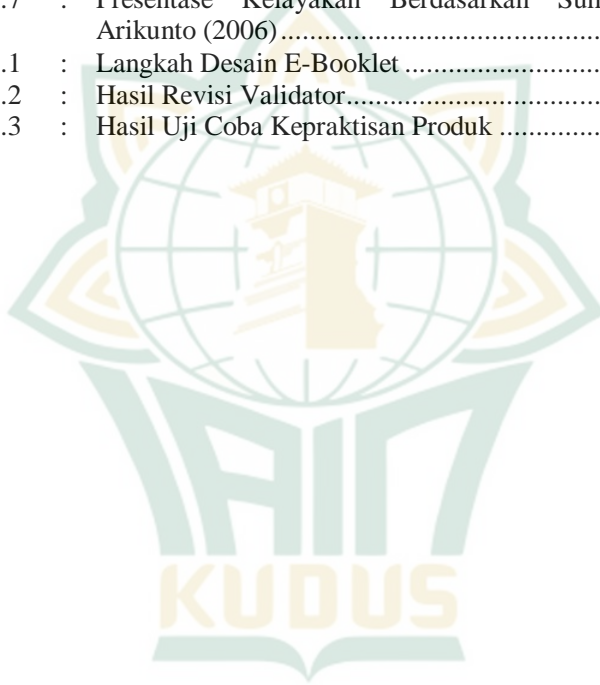 .7 : Presentase Kelayakan Berdasarkan
Arikunto (2006)
.1 : Langkah Desain E-Booklet
.2 : Hasil Revisi Validator
.3 : Hasil Uji Coba Kepraktisan Produk
IAIN
KUDUS